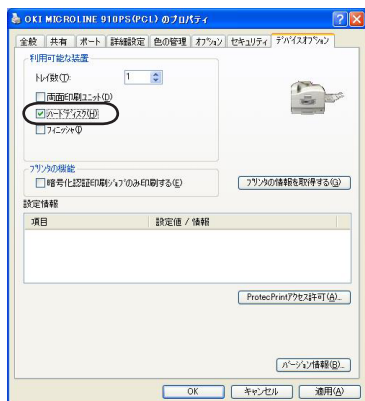 OKI MICROLINE 910PS(PCL) のプロパティ
全般 共有 ポート 詳細設定 色の管理 オプション セキュリティ デバイスオプション
利用可能な装置
トレイ数(T): 1
両面印刷ユニット(D)
ハードディスク(H)
フィニッシャ(I)
プリンタの機能
暗号化認証印刷ジョブのみ印刷する(E)
プリンタの情報を取得する(G)
設定情報
項目 設定値 / 情報
ProtecPrintアクセス許可(A)...
バージョン情報(B)...
OK キャンセル 適用(A)